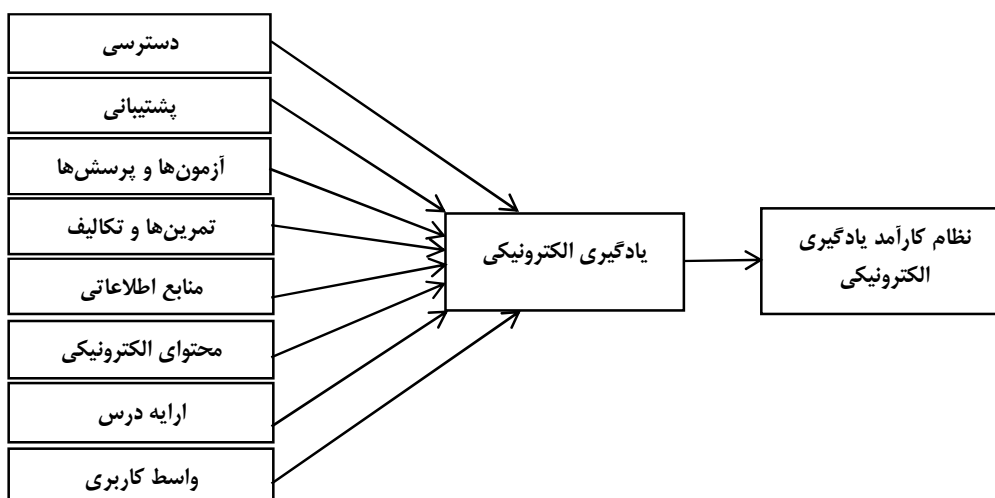 دسترسی
پشتیبانی
آزمون‌ها و پرسش‌ها
تمرین‌ها و تکالیف
منابع اطلاعاتی
محتوای الکترونیکی
ارایه درس
واسط کاربری
یادگیری الکترونیکی
نظام کارآمد یادگیری
الکترونیکی